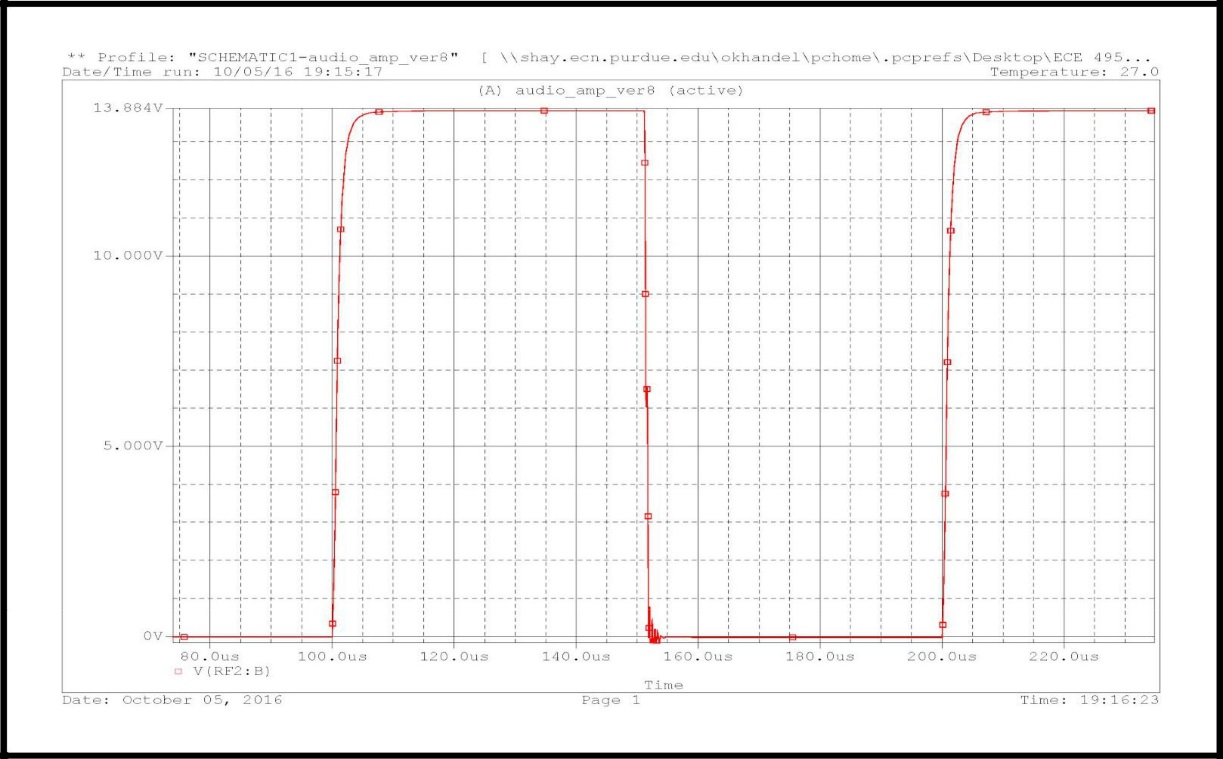 ** Profile: "SCHEMATIC1-audio_amp_ver8" [ \\shay.ecn.purdue.edu\okhandel\pchome\.pcprefs\Desktop\ECE 495...
Date/Time run: 10/05/16 19:15:17 Temperature: 27.0
(A) audio_amp_ver8 (active)
13.884V
10.000V
5.000V
0V
80.0us 100.0us 120.0us 140.0us 160.0us 180.0us 200.0us 220.0us
V(RF2:B)
Time
Date: October 05, 2016 Page 1 Time: 19:16:23